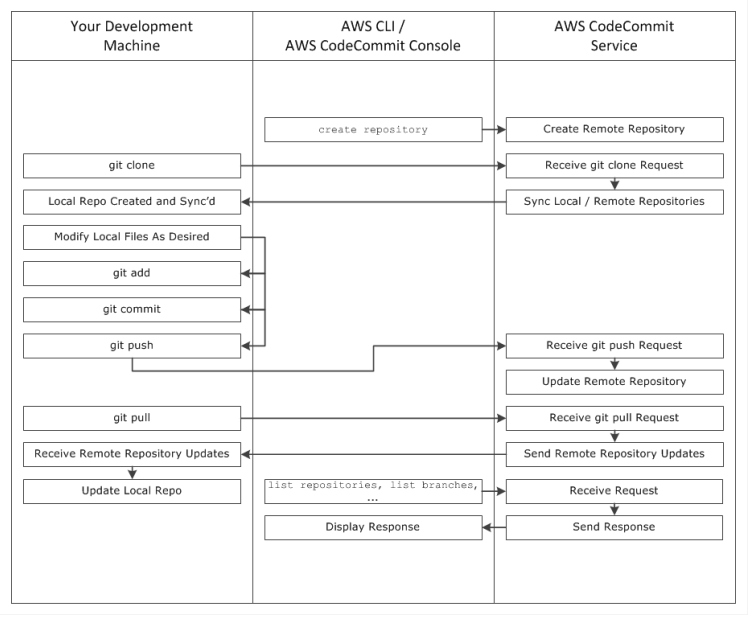 Your Development
Machine
AWS CLI /
AWS CodeCommit Console
AWS CodeCommit
Service
create repository
Create Remote Repository
git clone
Receive git clone Request
Local Repo Created and Sync'd
Sync Local / Remote Repositories
Modify Local Files As Desired
git add
git commit
git push
Receive git push Request
Update Remote Repository
git pull
Receive git pull Request
Receive Remote Repository Updates
Send Remote Repository Updates
Update Local Repo
list repositories, list branches,
...
Receive Request
Display Response
Send Response